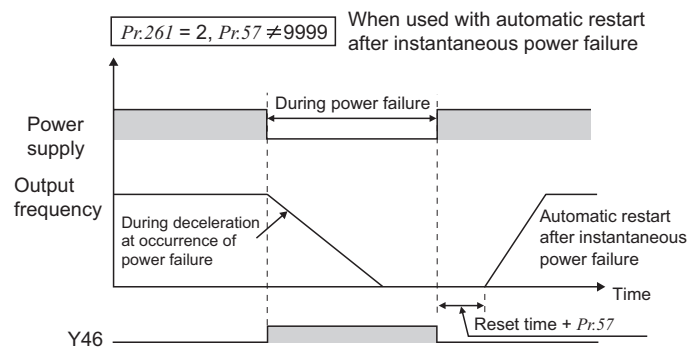 Pr.261 = 2, Pr.57 ≠9999
When used with automatic restart
after instantaneous power failure
During power failure
Power
supply
Output
frequency
During deceleration
at occurrence of
power failure
Automatic restart
after instantaneous
power failure
Time
Reset time + Pr.57
Y46